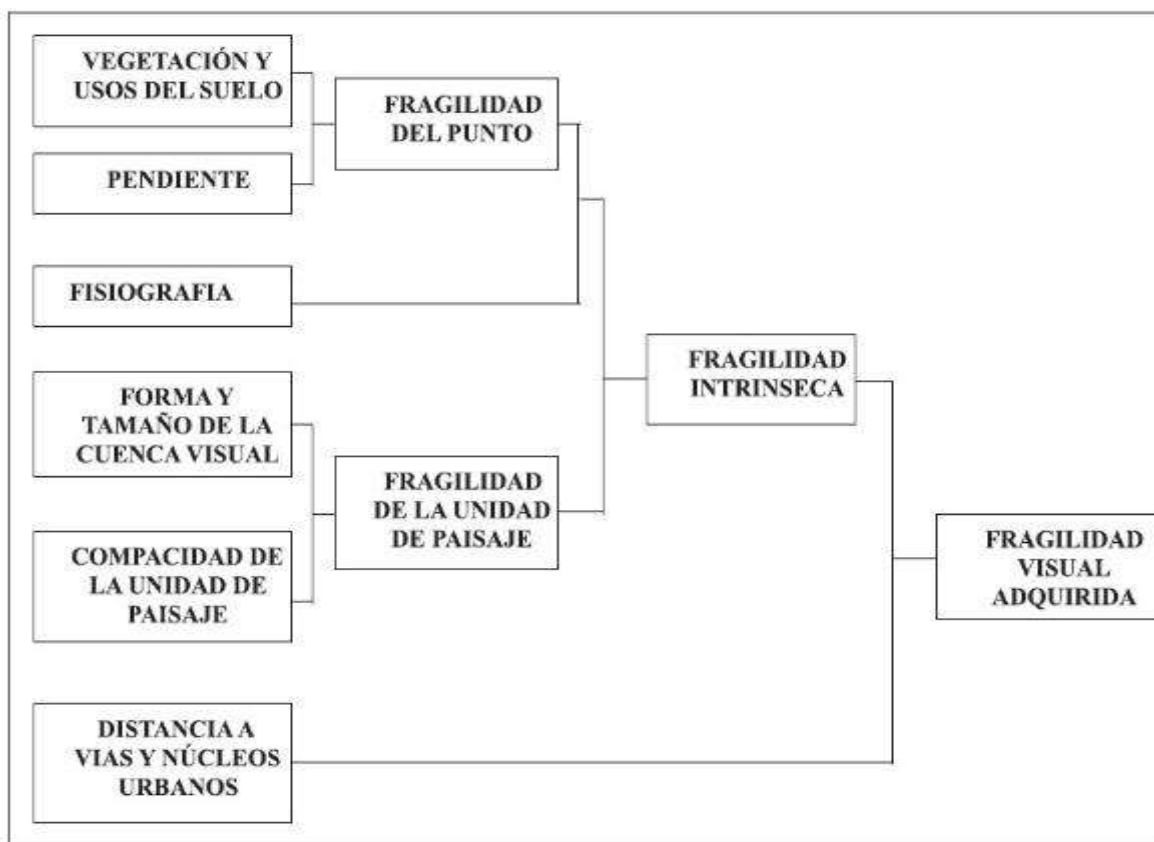 VEGETACIÓN Y
USOS DEL SUELO
PENDIENTE
FISIOGRAFIA
FORMA Y
TAMAÑO DE LA
CUENCA VISUAL
COMPACIDAD DE
LA UNIDAD DE
PAISAJE
DISTANCIA A
VIAS Y NÚCLEOS
URBANOS
FRAGILIDAD
DEL PUNTO
FRAGILIDAD
DE LA UNIDAD
DE PAISAJE
FRAGILIDAD
INTRINSECA
FRAGILIDAD
VISUAL
ADQUIRIDA